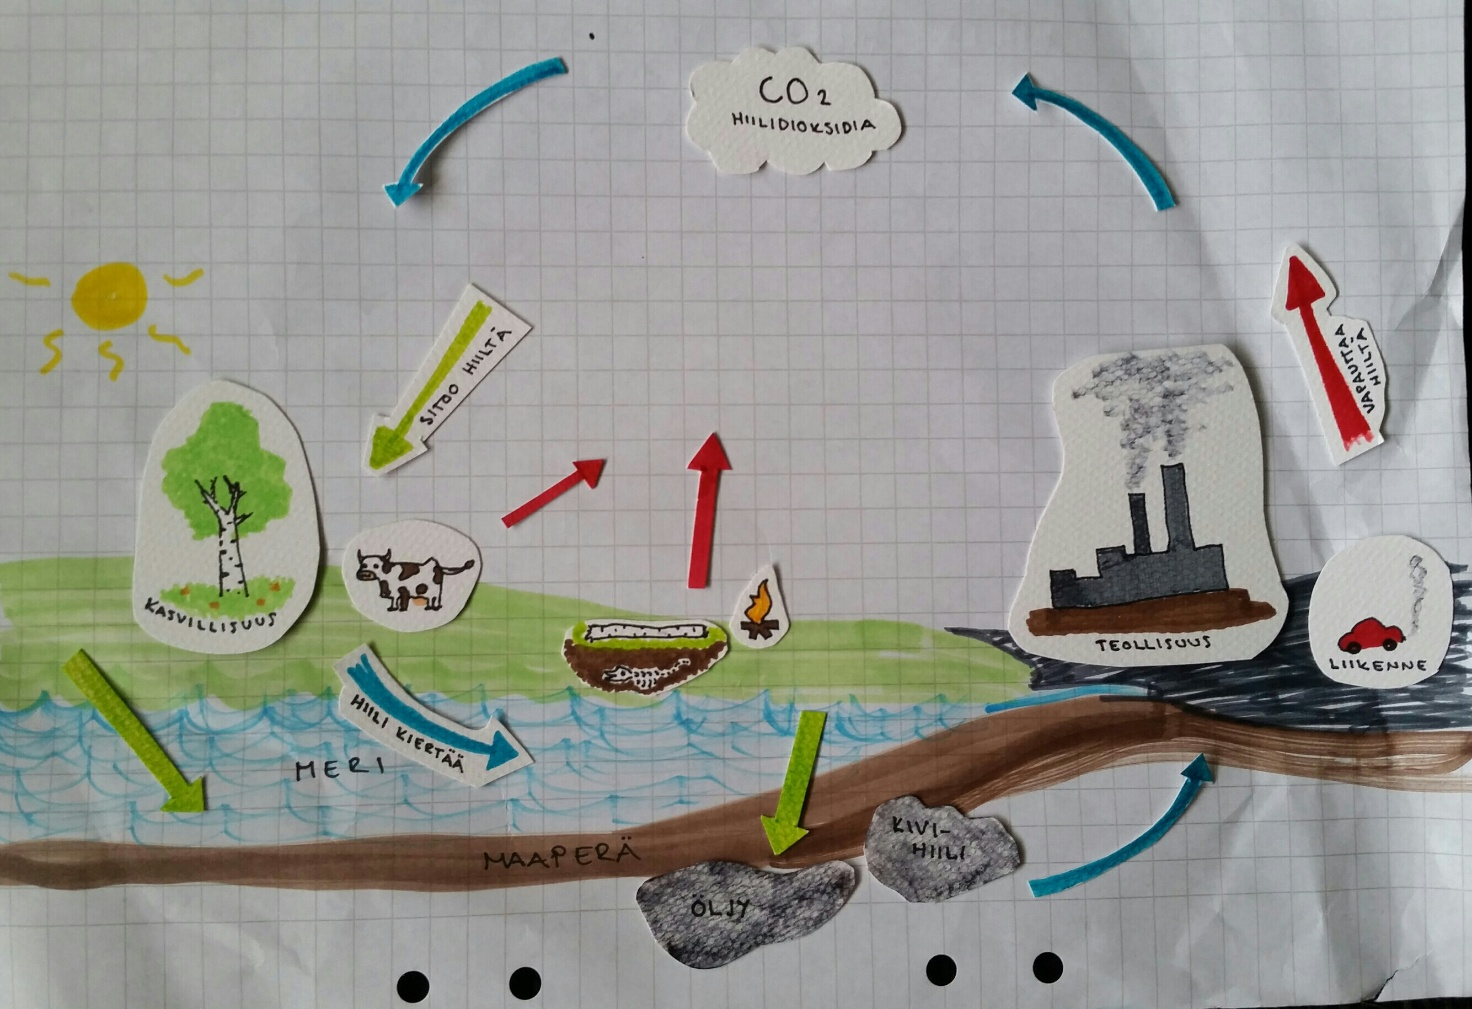 CO2
HIILIDIOKSIDIA
SITOO HIILTÄ
VAPAUTTAA
HIILTÄ
KASVILLISUUS
TEOLLISUUS
LIIKENNE
HIILI KIERTÄÄ
MERI
MAAPERÄ
KIVI-
HIILI
ÖLJY